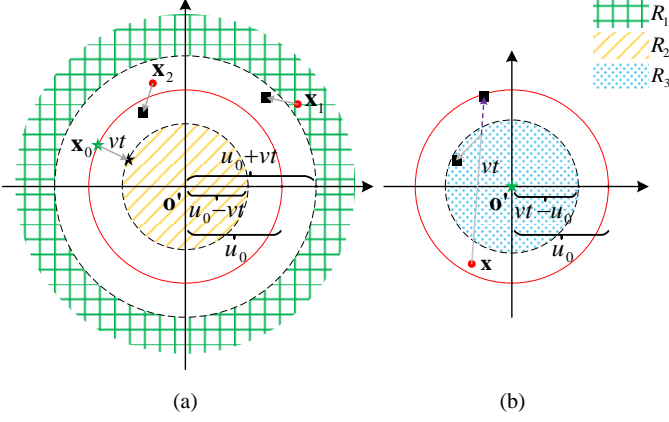 R₁
R₂
R₃
x₂
x₁
x₀ vt
u₀+vt
o' u₀−vt
u₀
vt
o' vt−u₀
x u₀
(a) (b)